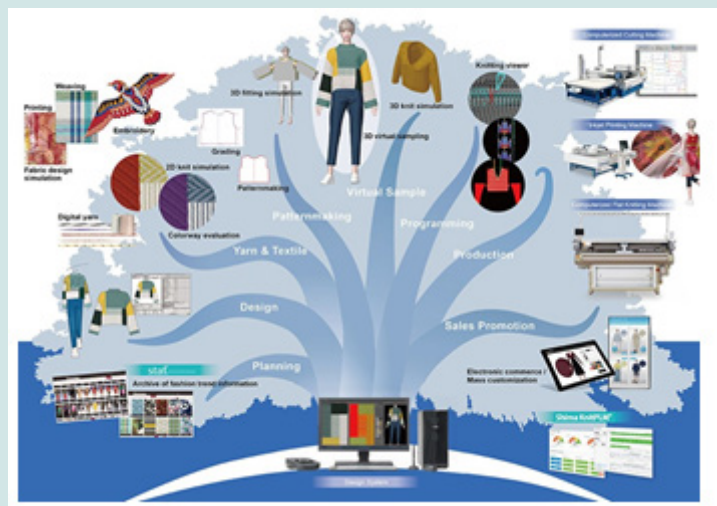 Computerized Cutting Machine
Weaving
Knitting viewer
3D fitting simulation
3D knit simulation
Printing
Embroidery
3D virtual sampling
Inkjet Printing Machine
Grading
Fabric design
simulation
2D knit simulation
Patternmaking
Virtual Sample
Computerized Flat Knitting Machine
Digital yarn
Colorway evaluation
Patternmaking
Programming
Yarn & Textile
Production
Design
Sales Promotion
Planning
Electronic commerce /
Mass customization
staf
Archive of fashion trend information
Shima KnitPLM
Design System